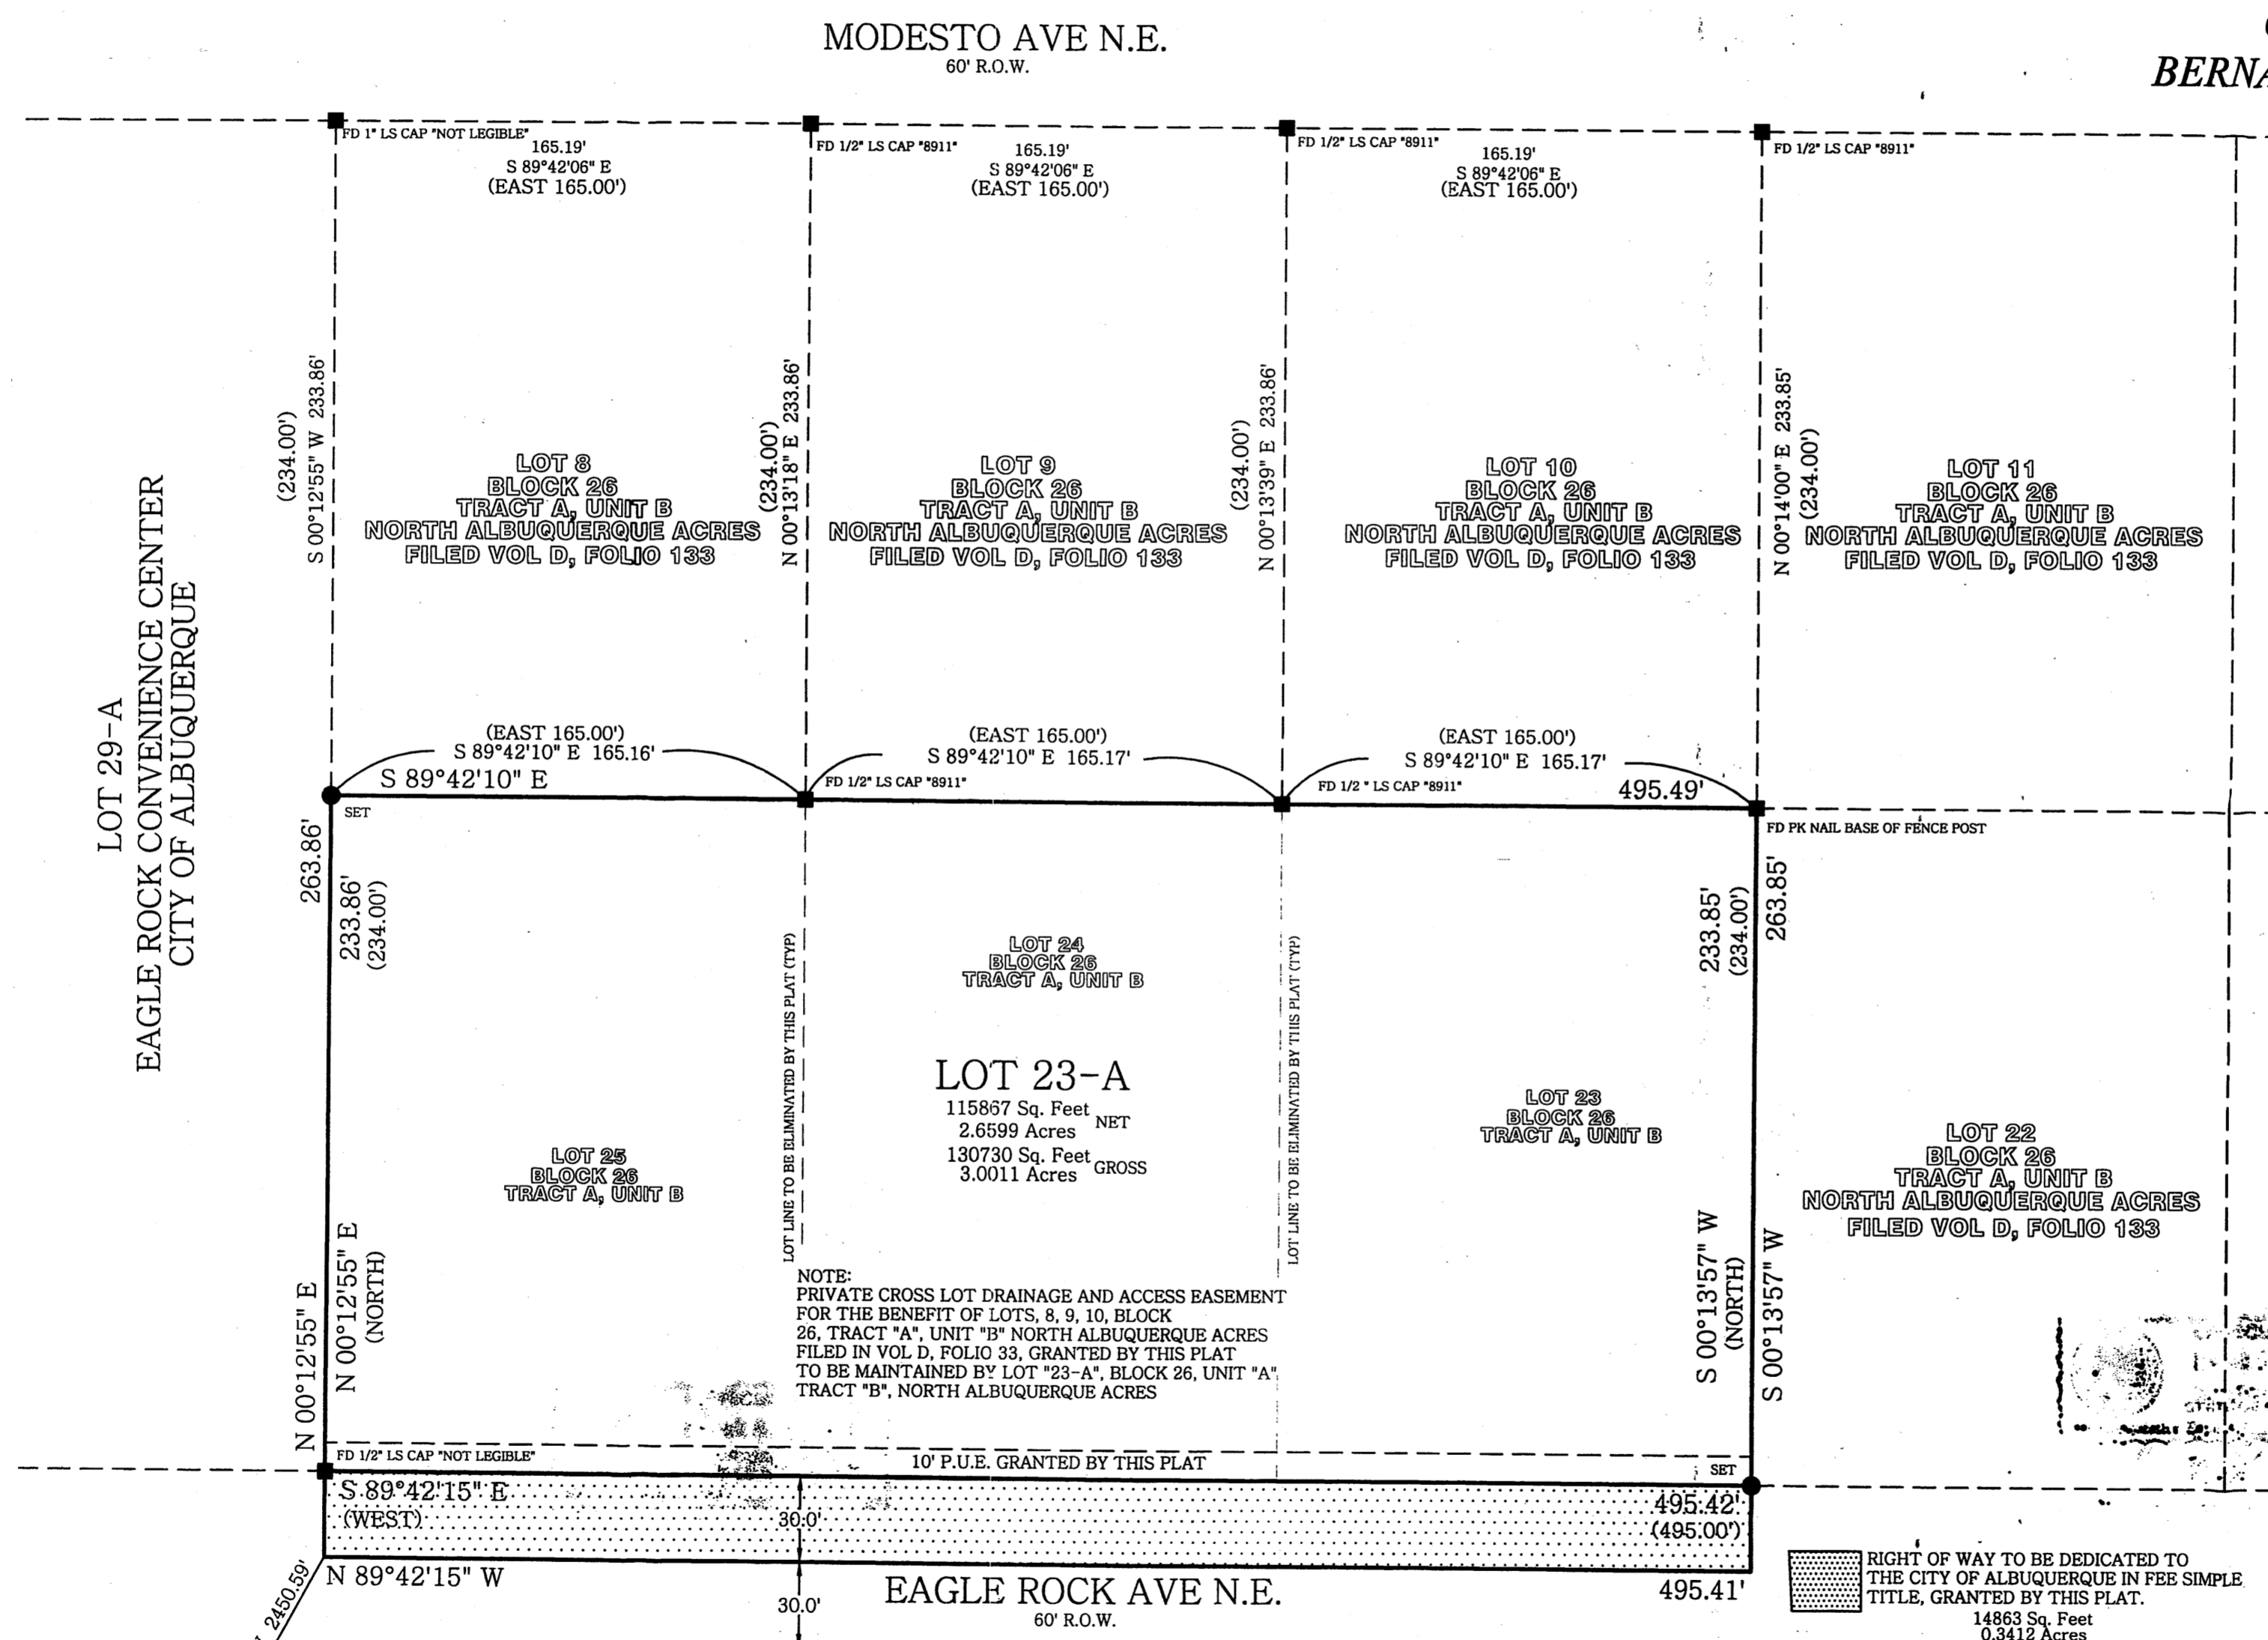 MODESTO AVE N.E.
60' R.O.W.
BERNA
FD 1" LS CAP "NOT LEGIBLE"
165.19'
S 89°42'06" E
(EAST 165.00')
FD 1/2" LS CAP "8911"
165.19'
S 89°42'06" E
(EAST 165.00')
FD 1/2" LS CAP "8911"
165.19'
S 89°42'06" E
(EAST 165.00')
FD 1/2" LS CAP "8911"
(234.00')
S 00°12'55" W 233.86'
(234.00')
N 00°13'18" E 233.86'
(234.00')
N 00°13'39" E 233.86'
N 00°14'00" E 233.85'
(234.00')
LOT 8
BLOCK 26
TRACT A, UNIT B
NORTH ALBUQUERQUE ACRES
FILED VOL D, FOLIO 133
LOT 9
BLOCK 26
TRACT A, UNIT B
NORTH ALBUQUERQUE ACRES
FILED VOL D, FOLIO 133
LOT 10
BLOCK 26
TRACT A, UNIT B
NORTH ALBUQUERQUE ACRES
FILED VOL D, FOLIO 133
LOT 11
BLOCK 26
TRACT A, UNIT B
NORTH ALBUQUERQUE ACRES
FILED VOL D, FOLIO 133
LOT 29-A
EAGLE ROCK CONVENIENCE CENTER
CITY OF ALBUQUERQUE
(EAST 165.00')
S 89°42'10" E 165.16'
(EAST 165.00')
S 89°42'10" E 165.17'
(EAST 165.00')
S 89°42'10" E 165.17'
S 89°42'10" E
495.49'
SET
FD 1/2" LS CAP "8911"
FD 1/2 " LS CAP "8911"
FD PK NAIL BASE OF FENCE POST
263.86'
233.86'
(234.00')
233.85'
(234.00')
263.85'
LOT LINE TO BE ELIMINATED BY THIS PLAT (TYP)
LOT LINE TO BE ELIMINATED BY THIS PLAT (TYP)
LOT 24
BLOCK 26
TRACT A, UNIT B
LOT 23-A
115867 Sq. Feet
2.6599 Acres
NET
130730 Sq. Feet
3.0011 Acres
GROSS
LOT 25
BLOCK 26
TRACT A, UNIT B
LOT 23
BLOCK 26
TRACT A, UNIT B
LOT 22
BLOCK 26
TRACT A, UNIT B
NORTH ALBUQUERQUE ACRES
FILED VOL D, FOLIO 133
N 00°12'55" E
N 00°12'55" E
(NORTH)
S 00°13'57" W
(NORTH)
S 00°13'57" W
NOTE:
PRIVATE CROSS LOT DRAINAGE AND ACCESS EASEMENT
FOR THE BENEFIT OF LOTS, 8, 9, 10, BLOCK
26, TRACT "A", UNIT "B" NORTH ALBUQUERQUE ACRES
FILED IN VOL D, FOLIO 33, GRANTED BY THIS PLAT
TO BE MAINTAINED BY LOT "23-A", BLOCK 26, UNIT "A"
TRACT "B", NORTH ALBUQUERQUE ACRES
FD 1/2" LS CAP "NOT LEGIBLE"
10' P.U.E. GRANTED BY THIS PLAT
SET
S 89°42'15" E
(WEST)
30.0'
495.42'
(495.00')
N 89°42'15" W
EAGLE ROCK AVE N.E.
60' R.O.W.
495.41'
30.0'
2450.59'
RIGHT OF WAY TO BE DEDICATED TO
THE CITY OF ALBUQUERQUE IN FEE SIMPLE
TITLE, GRANTED BY THIS PLAT.
14863 Sq. Feet
0.3412 Acres